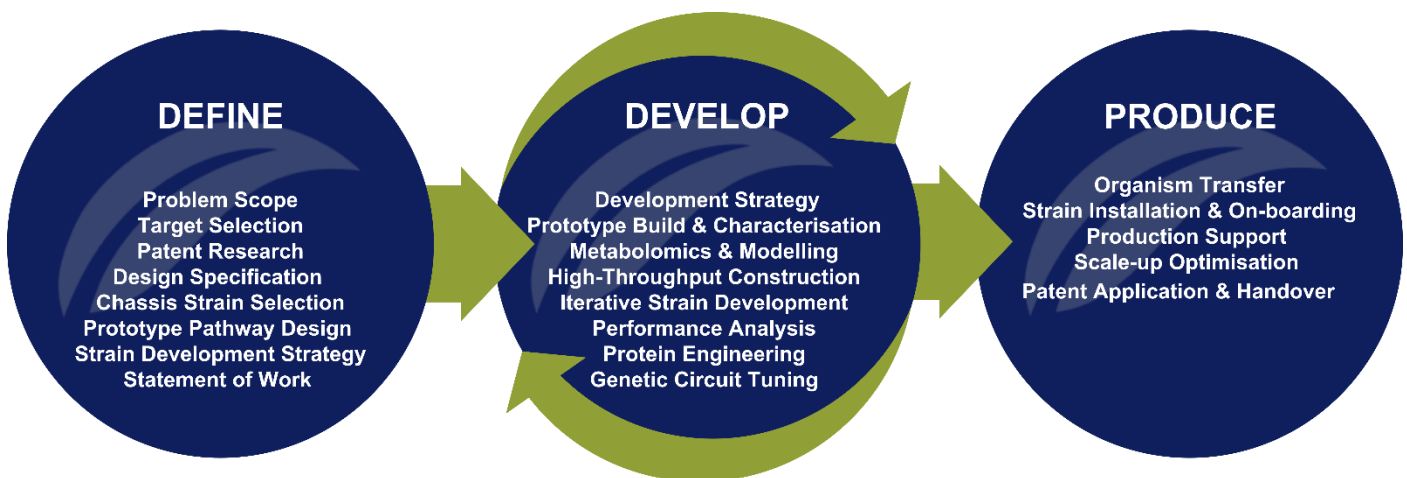 DEFINE
Problem Scope
Target Selection
Patent Research
Design Specification
Chassis Strain Selection
Prototype Pathway Design
Strain Development Strategy
Statement of Work
DEVELOP
Development Strategy
Prototype Build & Characterisation
Metabolomics & Modelling
High-Throughput Construction
Iterative Strain Development
Performance Analysis
Protein Engineering
Genetic Circuit Tuning
PRODUCE
Organism Transfer
Strain Installation & On-boarding
Production Support
Scale-up Optimisation
Patent Application & Handover